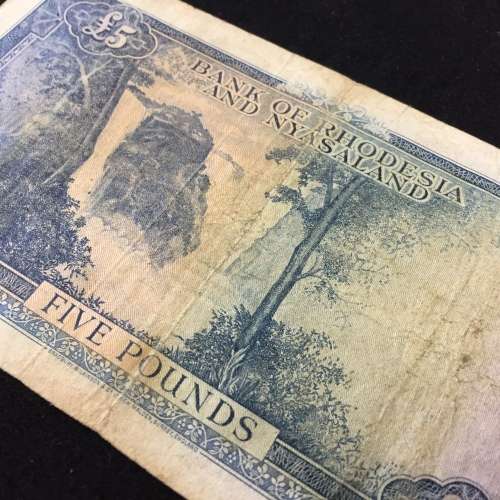 £5
BANK OF RHODESIA
AND NYASALAND
FIVE POUNDS